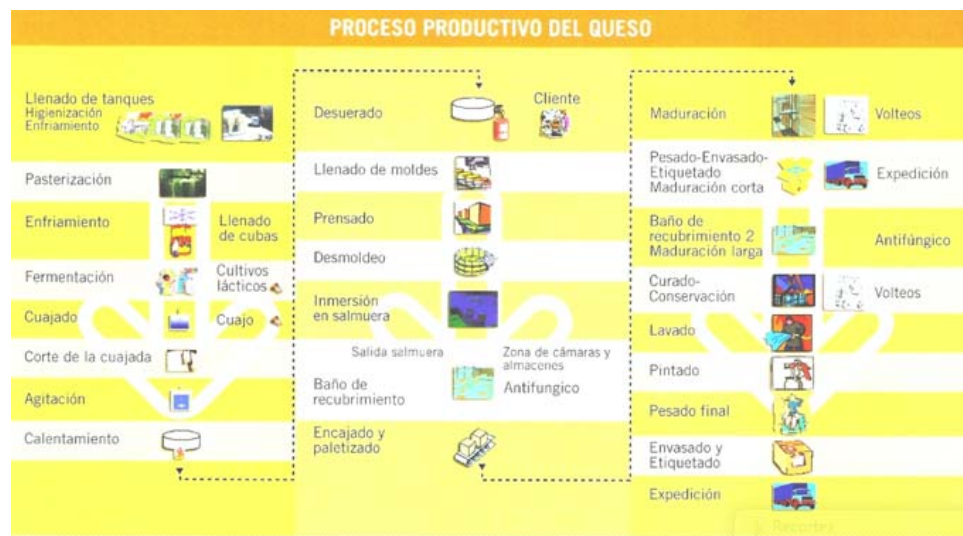 PROCESO PRODUCTIVO DEL QUESO
Llenado de tanques
Higienización
Enfriamiento
Pasterización
Enfriamiento
Llenado
de cubas
Fermentación
Cultivos
lácticos
Cuajado
Cuajo
Corte de la cuajada
Agitación
Calentamiento
Desuerado
Cliente
Llenado de moldes
Prensado
Desmoldeo
Inmersión
en salmuera
Salida salmuera
Zona de cámaras y
almacenes
Baño de
recubrimiento
Antifungico
Encajado y
paletizado
Maduración
Volteos
Pesado-Envasado-
Etiquetado
Maduración corta
Expedición
Baño de
recubrimiento 2
Maduración larga
Antifúngico
Curado-
Conservación
Volteos
Lavado
Pintado
Pesado final
Envasado y
Etiquetado
Expedición
Recortes